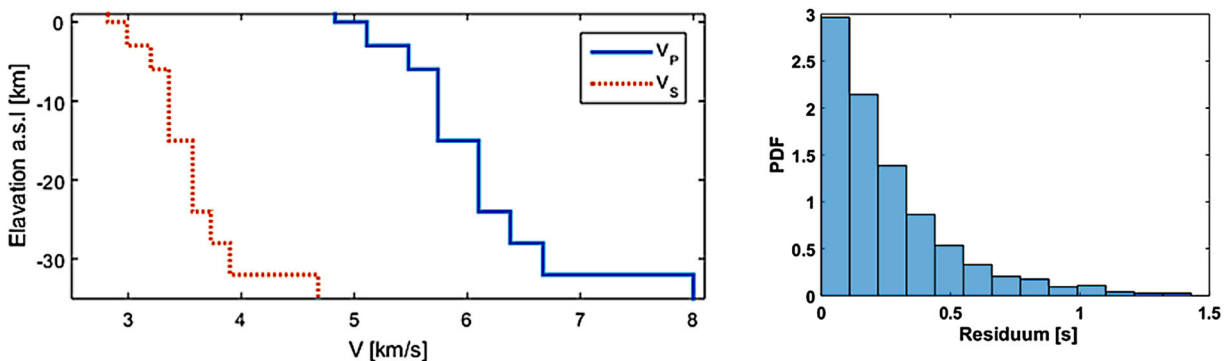 0
-10
-20
-30
Elavation a.s.l [km]
V_P
V_S
3 4 5 6 7 8
V [km/s]
3
2.5
2
1.5
1
0.5
0
PDF
0 0.5 1 1.5
Residuum [s]